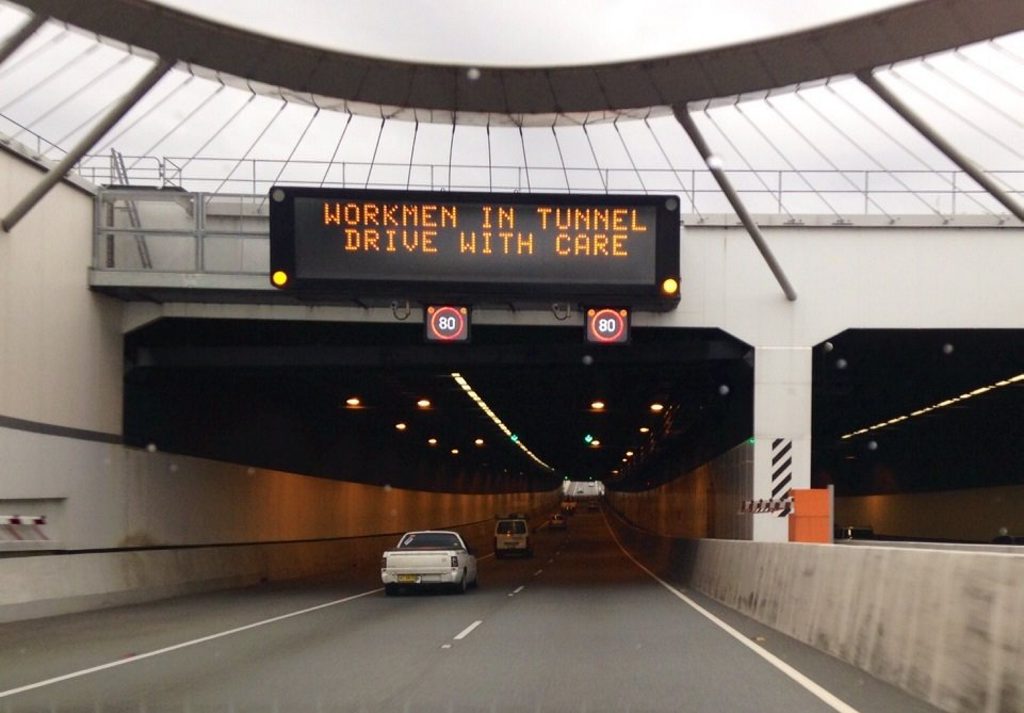 WORKMEN IN TUNNEL
DRIVE WITH CARE
80 80